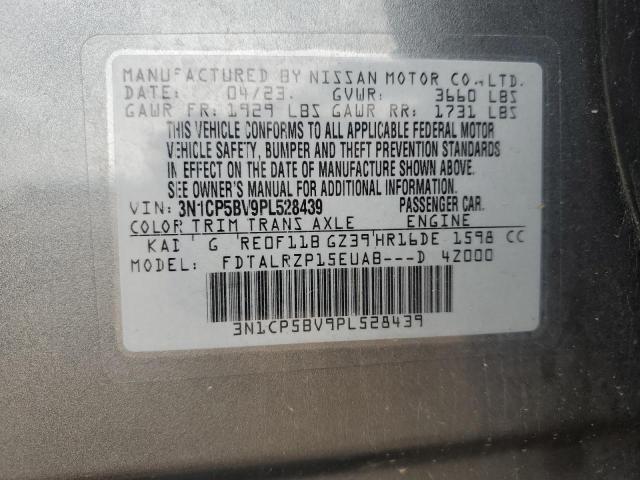 MANUFACTURED BY NISSAN MOTOR CO.,LTD.
DATE: 04/23. GVWR: 3660 LBS
GAWR FR: 1929 LBS GAWR RR: 1731 LBS
THIS VEHICLE CONFORMS TO ALL APPLICABLE FEDERAL MOTOR
VEHICLE SAFETY, BUMPER AND THEFT PREVENTION STANDARDS
IN EFFECT ON THE DATE OF MANUFACTURE SHOWN ABOVE.
SEE OWNER'S MANUAL FOR ADDITIONAL INFORMATION.
VIN: 3N1CP5BV9PL528439 PASSENGER CAR.
COLOR TRIM TRANS AXLE ENGINE
KAD G RE0F11B GZ39 HR16DE 1598 CC
MODEL: FDTALRZP15EUAB---D 4Z000
3N1CP5BV9PL528439